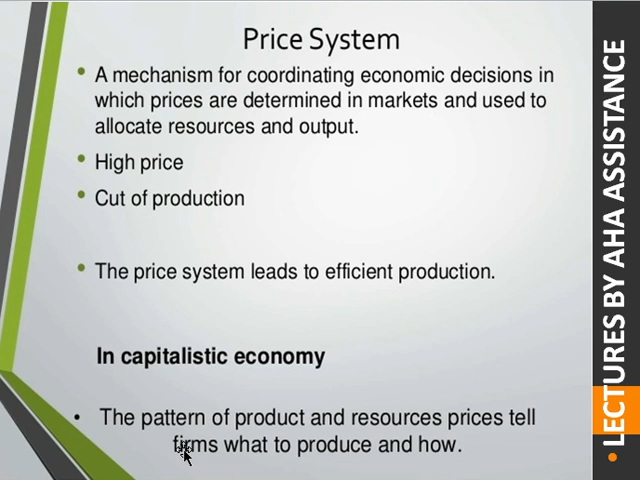 Price System
• A mechanism for coordinating economic decisions in
which prices are determined in markets and used to
allocate resources and output.
• High price
• Cut of production
• The price system leads to efficient production.
In capitalistic economy
• The pattern of product and resources prices tell
firms what to produce and how.
• LECTURES BY AHA ASSISTANCE